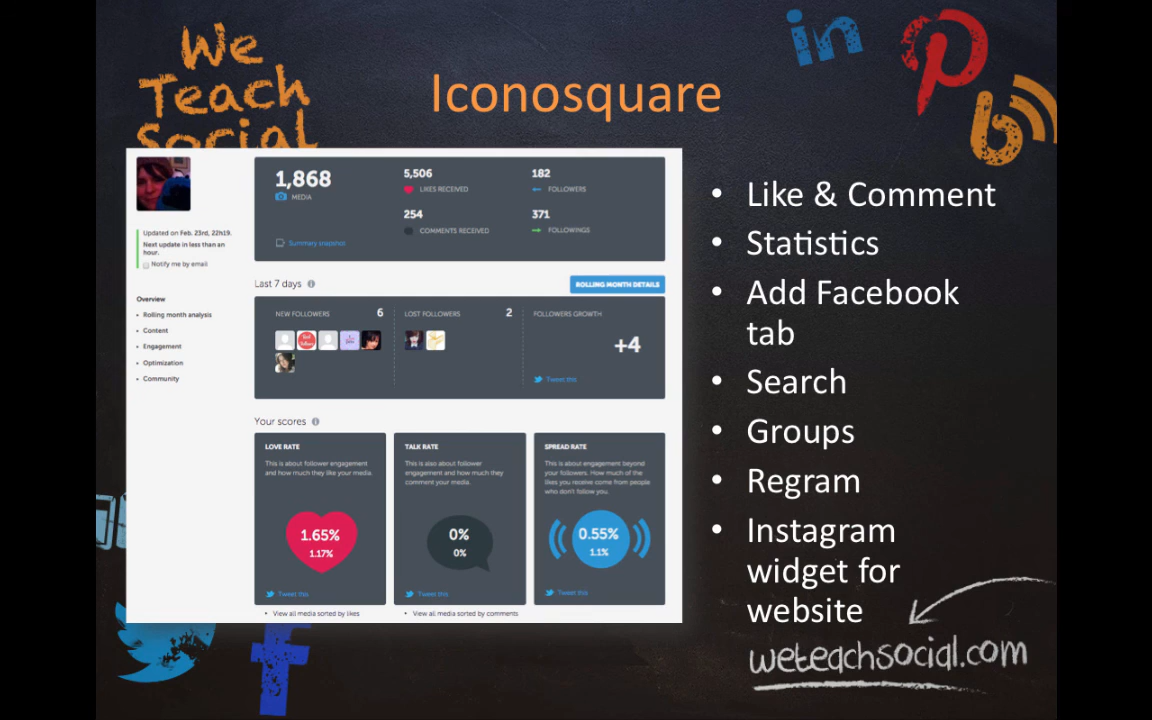 We
Teach
Social
Iconosquare
in
1,868
MEDIA
Summary snapshot
5,506
LIKES RECEIVED
254
COMMENTS RECEIVED
182
FOLLOWERS
371
FOLLOWINGS
Updated on Feb. 23rd, 22h19.
Next update in less than an
hour.
Notify me by email
Overview
Rolling month analysis
Content
Engagement
Optimization
Community
Last 7 days
ROLLING MONTH DETAILS
NEW FOLLOWERS 6
LOST FOLLOWERS 2
FOLLOWERS GROWTH
+4
Tweet this
Your scores
LOVE RATE
This is about follower engagement
and how much they like your media.
1.65%
1.17%
Tweet this
View all media sorted by likes
TALK RATE
This is also about follower
engagement and how much they
comment your media.
0%
0%
Tweet this
View all media sorted by comments
SPREAD RATE
This is about engagement beyond
your followers. How much of the
likes you receive come from people
who don't follow you.
0.55%
1.1%
Tweet this
• Like & Comment
• Statistics
• Add Facebook
tab
• Search
• Groups
• Regram
• Instagram
widget for
website
weteachsocial.com